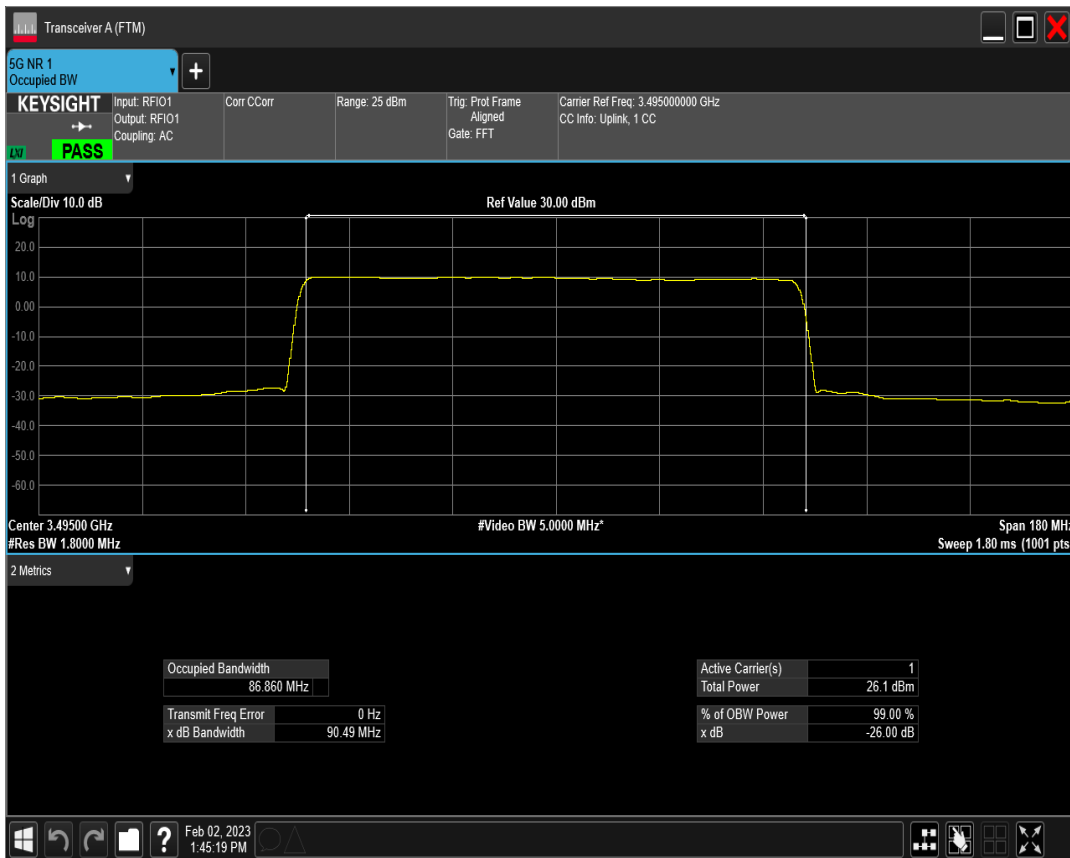 Transceiver A (FTM)
5G NR 1
Occupied BW
+
KEYSIGHT
LXI
PASS
Input: RFIO1
Output: RFIO1
Coupling: AC
Corr CCorr
Range: 25 dBm
Trig: Prot Frame
Aligned
Gate: FFT
Carrier Ref Freq: 3.495000000 GHz
CC Info: Uplink, 1 CC
1 Graph
Scale/Div 10.0 dB
Ref Value 30.00 dBm
Log
20.0
10.0
0.00
-10.0
-20.0
-30.0
-40.0
-50.0
-60.0
Center 3.49500 GHz
#Video BW 5.0000 MHz*
Span 180 MHz
#Res BW 1.8000 MHz
Sweep 1.80 ms (1001 pts
2 Metrics
Occupied Bandwidth
86.860 MHz
Transmit Freq Error 0 Hz
x dB Bandwidth 90.49 MHz
Active Carrier(s) 1
Total Power 26.1 dBm
% of OBW Power 99.00 %
x dB -26.00 dB
?
Feb 02, 2023
1:45:19 PM